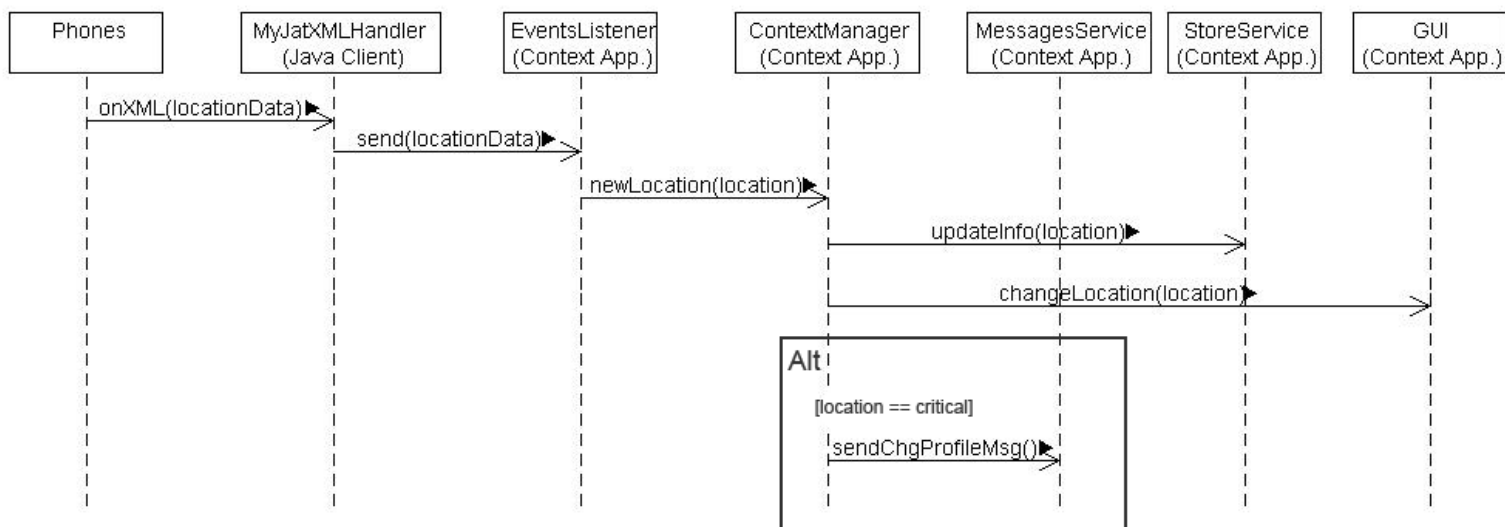 Phones
MyJatXMLHandler
(Java Client)
EventsListener
(Context App.)
ContextManager
(Context App.)
MessagesService
(Context App.)
StoreService
(Context App.)
GUI
(Context App.)
onXML(locationData)
send(locationData)
newLocation(location)
updateInfo(location)
changeLocation(location)
Alt
[location == critical]
sendChgProfileMsg()